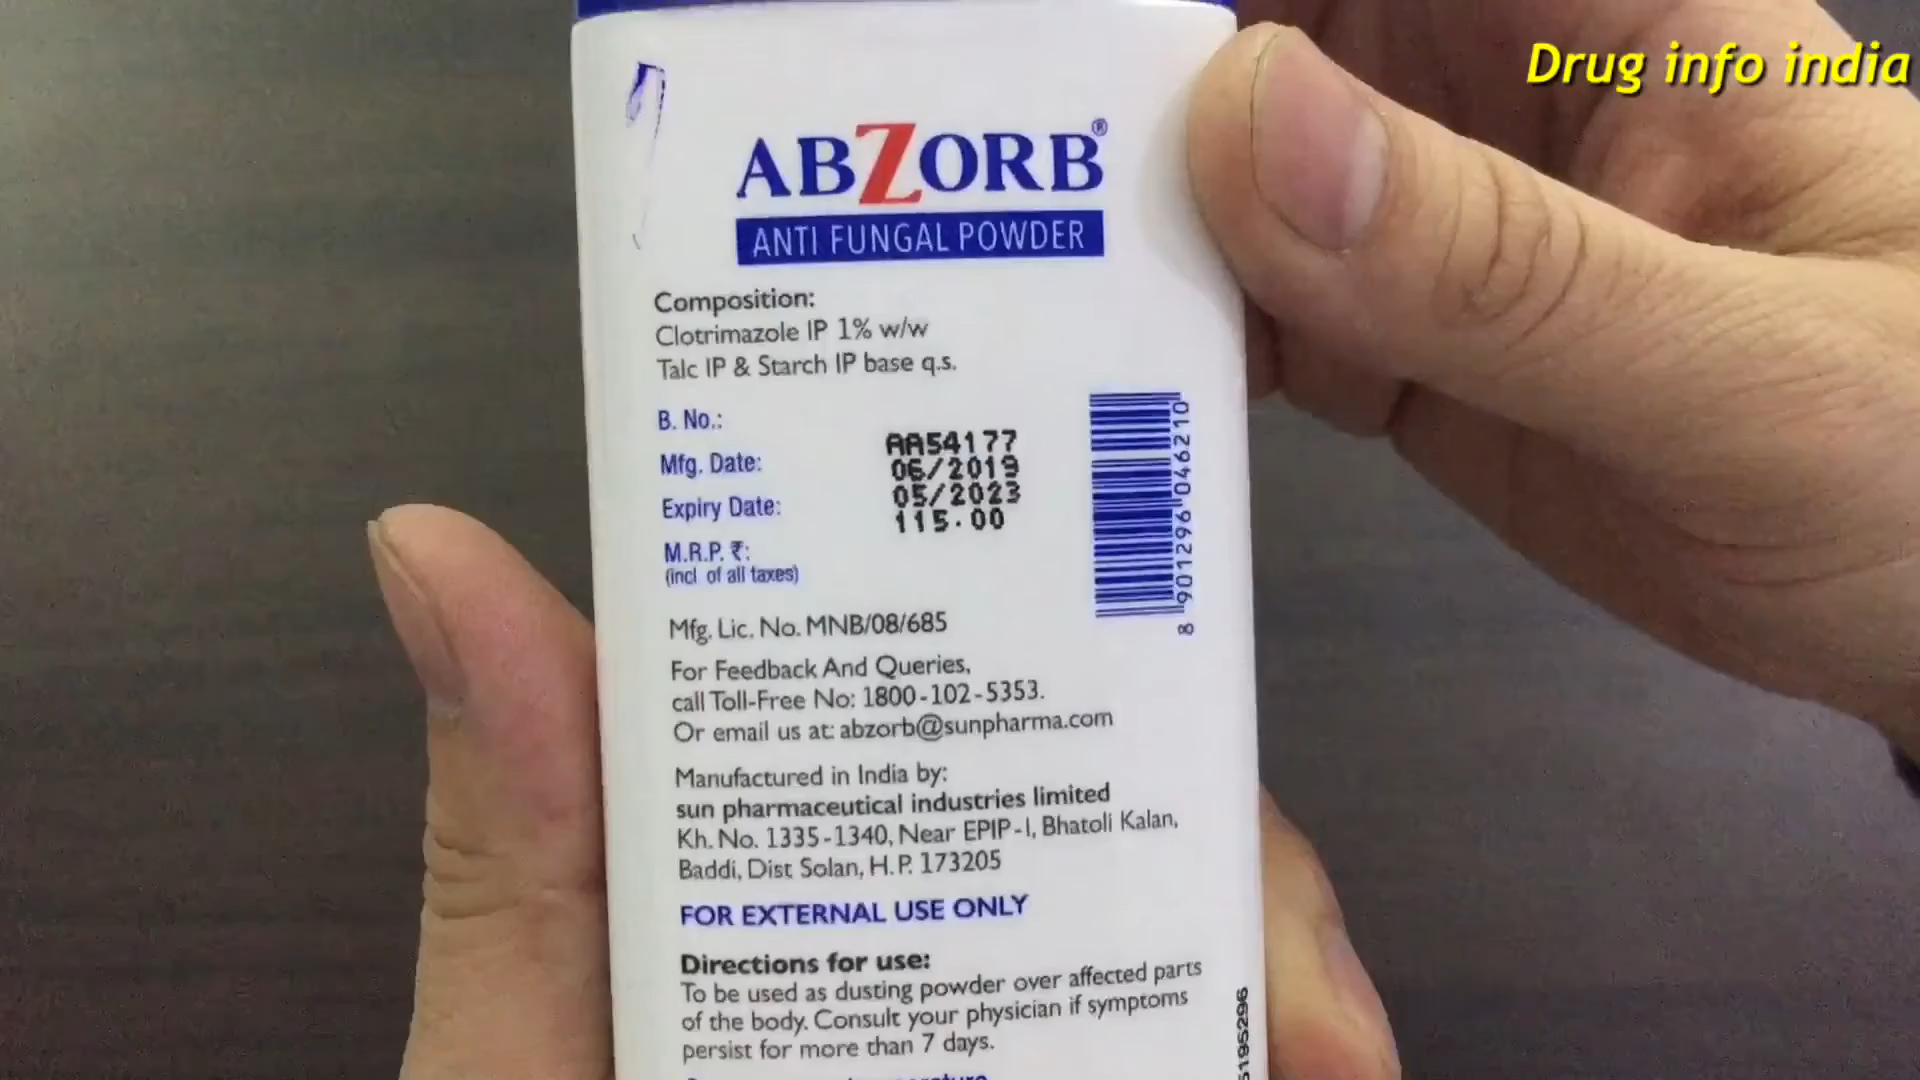 Drug info india
ABZORB®
ANTI FUNGAL POWDER
Composition:
Clotrimazole IP 1% w/w
Talc IP & Starch IP base q.s.
B. No.:
AA54177
Mfg. Date:
06/2019
Expiry Date:
05/2023
M.R.P. ₹:
115.00
(incl of all taxes)
8 901296 046210
Mfg. Lic. No. MNB/08/685
For Feedback And Queries,
call Toll-Free No: 1800-102-5353.
Or email us at: abzorb@sunpharma.com
Manufactured in India by:
sun pharmaceutical industries limited
Kh. No. 1335-1340, Near EPIP-I, Bhatoli Kalan,
Baddi, Dist Solan, H.P. 173205
FOR EXTERNAL USE ONLY
Directions for use:
To be used as dusting powder over affected parts
of the body. Consult your physician if symptoms
persist for more than 7 days.